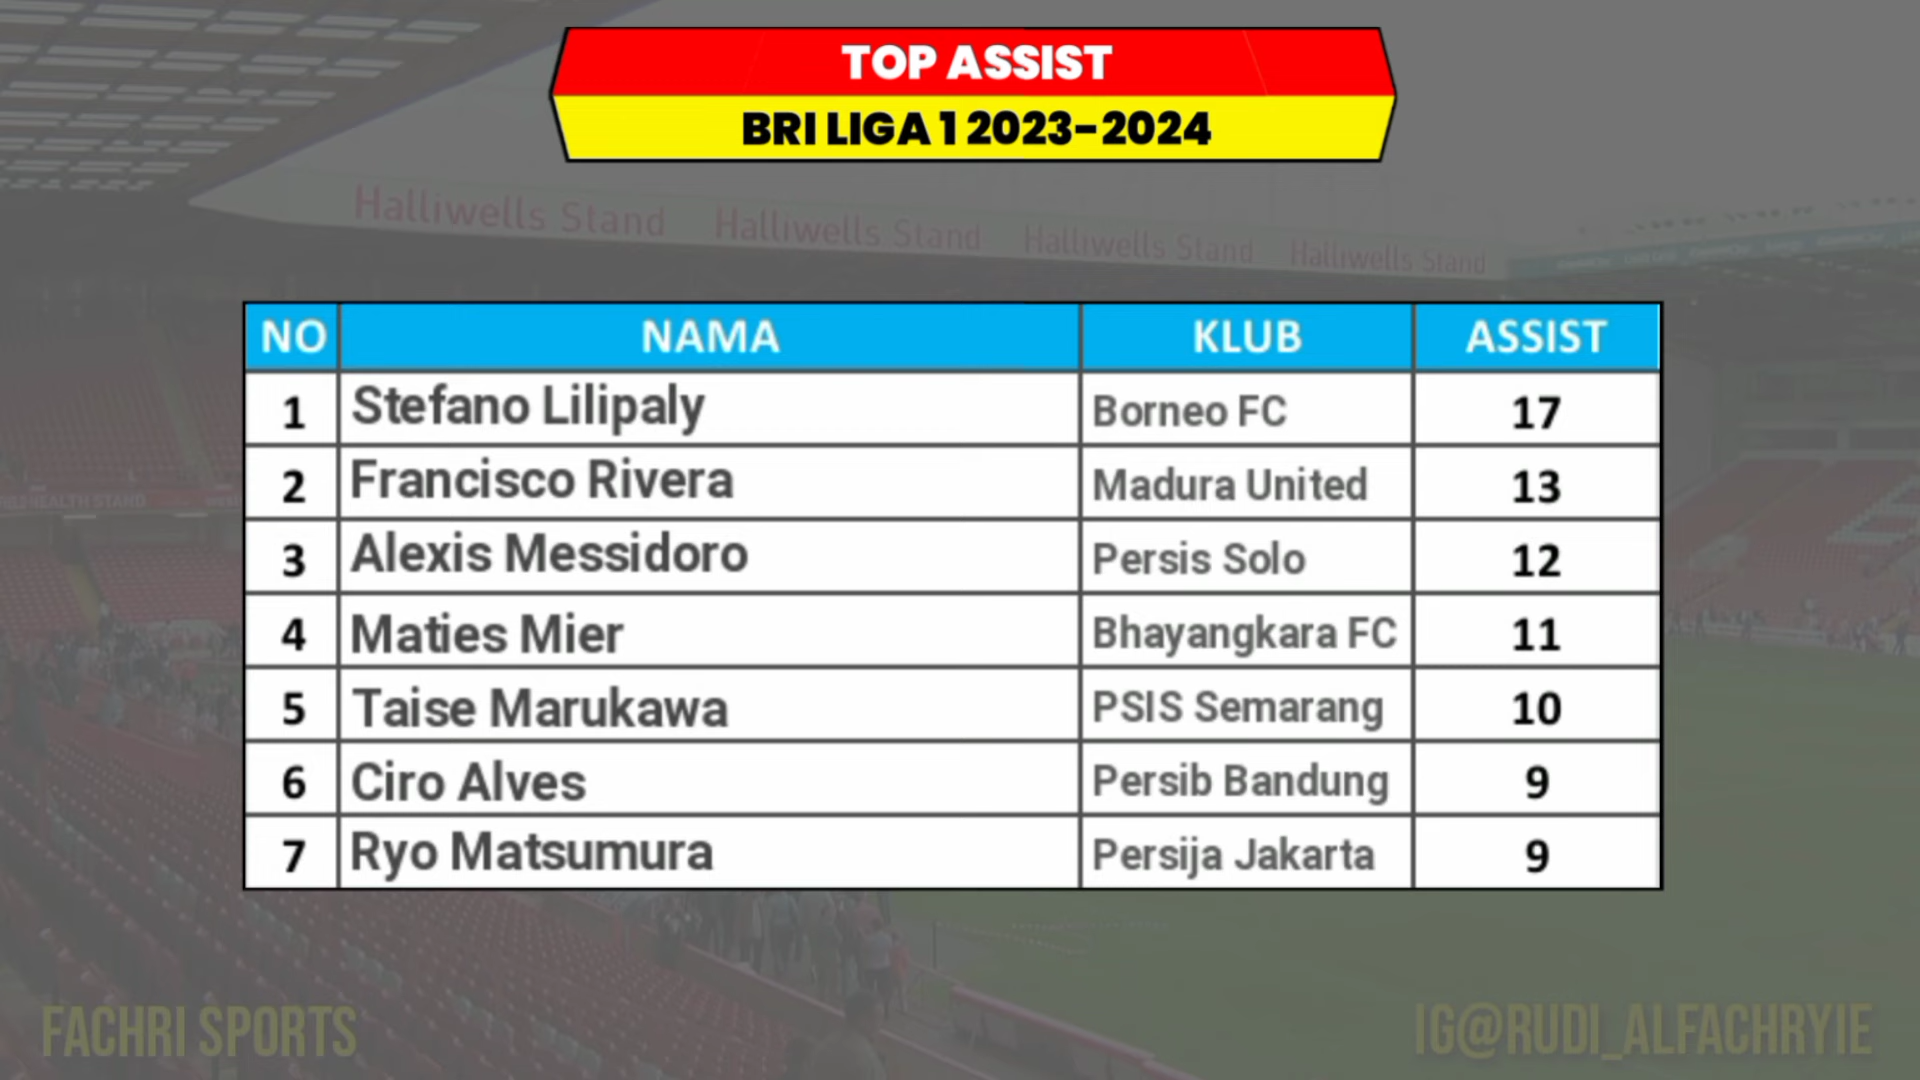 TOP ASSIST
BRI LIGA 1 2023-2024
Halliwells Stand Halliwells Stand Halliwells Stand Halliwells Stand
NO NAMA KLUB ASSIST
1 Stefano Lilipaly Borneo FC 17
2 Francisco Rivera Madura United 13
3 Alexis Messidoro Persis Solo 12
4 Maties Mier Bhayangkara FC 11
5 Taise Marukawa PSIS Semarang 10
6 Ciro Alves Persib Bandung 9
7 Ryo Matsumura Persija Jakarta 9
FACHRI SPORTS IG@RUDI_ALFACHRYIE